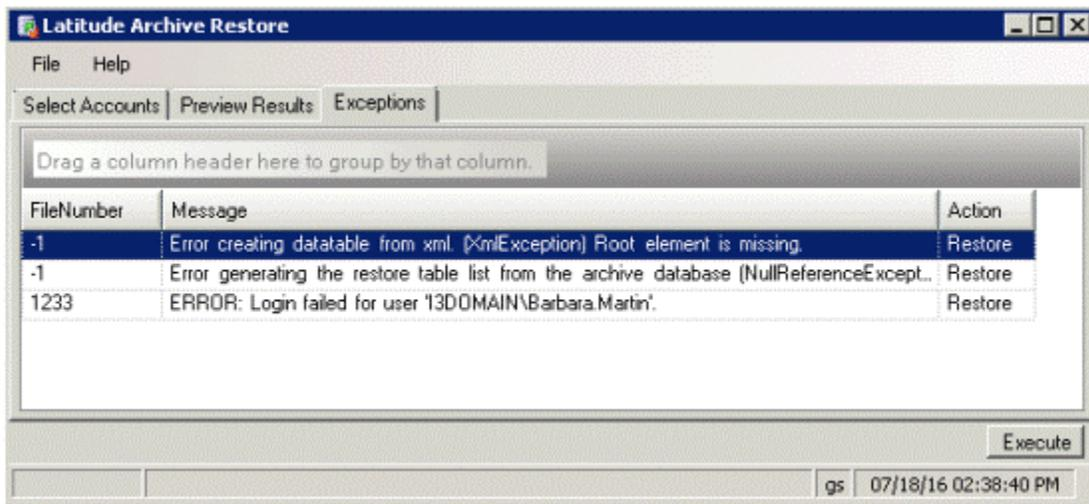 Latitude Archive Restore
File Help
Select Accounts Preview Results Exceptions
Drag a column header here to group by that column.
FileNumber Message Action
-1 Error creating datatable from xml. (XmlException) Root element is missing. Restore
-1 Error generating the restore table list from the archive database (NullReferenceExcept... Restore
1233 ERROR: Login failed for user 'I3DOMAIN\Barbara.Martin'. Restore
Execute
gs 07/18/16 02:38:40 PM